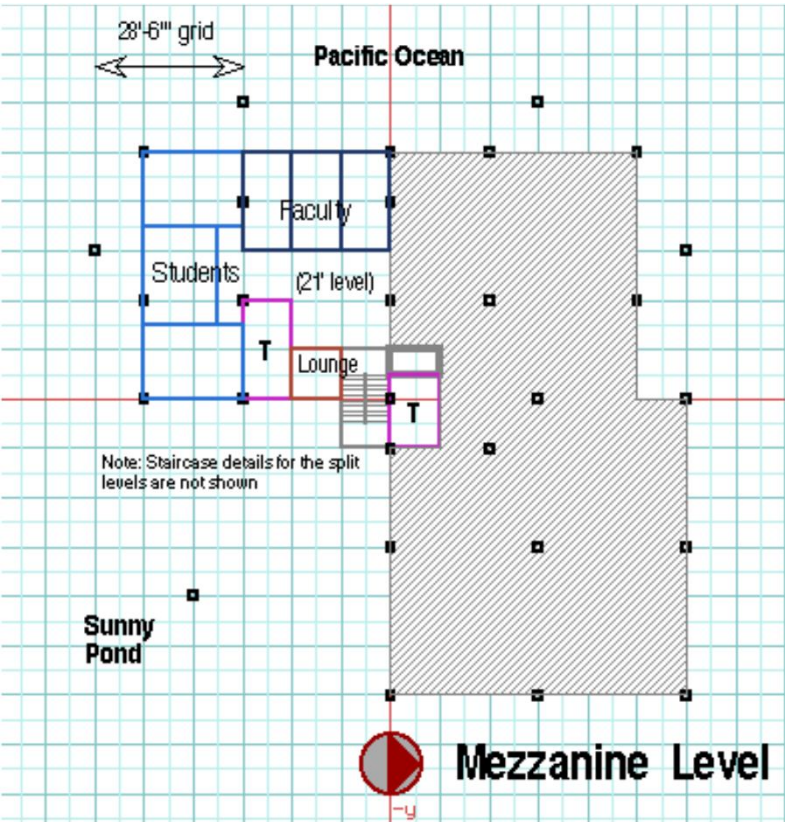 28'-6''' grid
Pacific Ocean
Faculty
Students
(21' level)
T
Lounge
T
Note: Staircase details for the split
levels are not shown
Sunny
Pond
Mezzanine Level
-y